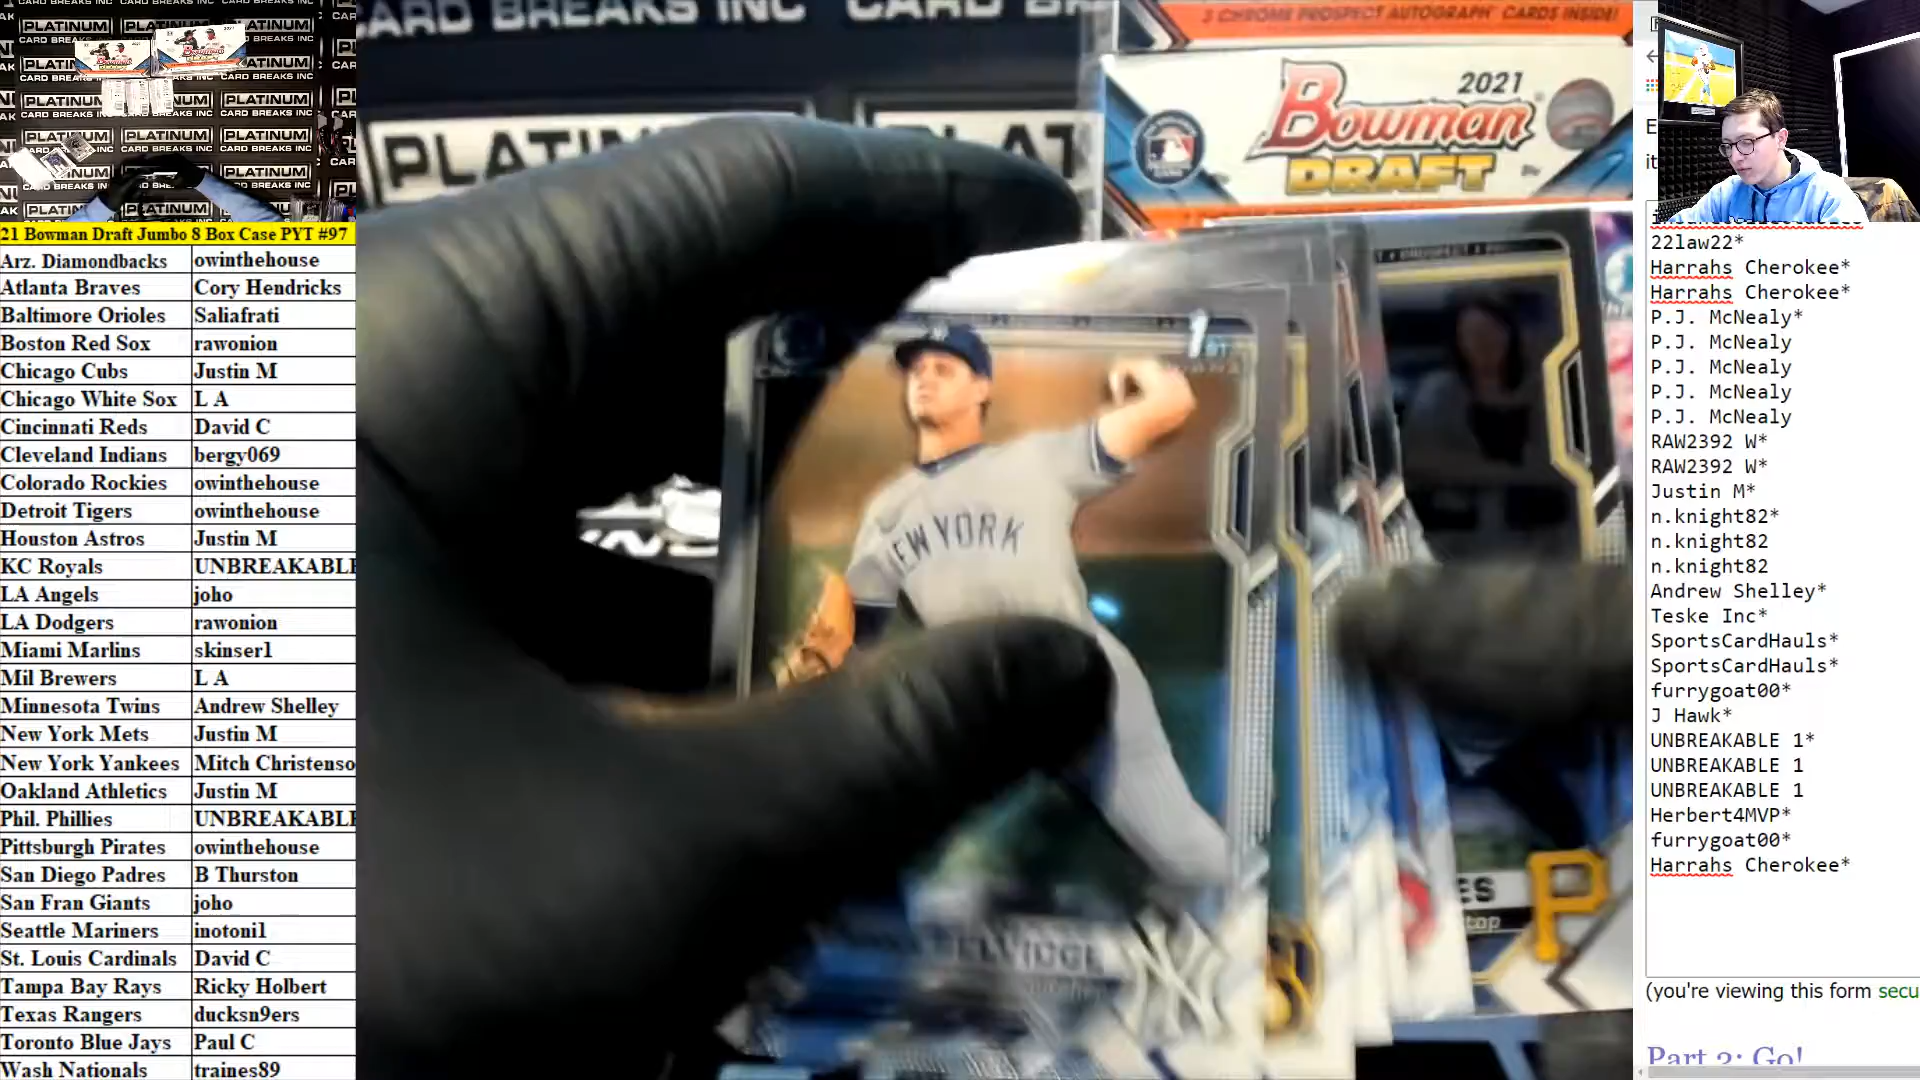 CARD BREAKS INC
CARD
3 CHROME PROSPECT AUTOGRAPH CARDS INSIDE!
2021
Bowman
DRAFT
PLATINUM
CARD BREAKS INC
1st
NEW YORK
NY
P
21 Bowman Draft Jumbo 8 Box Case PYT #97
Arz. Diamondbacks owinthehouse
Atlanta Braves Cory Hendricks
Baltimore Orioles Saliafrati
Boston Red Sox rawonion
Chicago Cubs Justin M
Chicago White Sox L A
Cincinnati Reds David C
Cleveland Indians bergy069
Colorado Rockies owinthehouse
Detroit Tigers owinthehouse
Houston Astros Justin M
KC Royals UNBREAKABLE
LA Angels joho
LA Dodgers rawonion
Miami Marlins skinser1
Mil Brewers L A
Minnesota Twins Andrew Shelley
New York Mets Justin M
New York Yankees Mitch Christenso
Oakland Athletics Justin M
Phil. Phillies UNBREAKABLE
Pittsburgh Pirates owinthehouse
San Diego Padres B Thurston
San Fran Giants joho
Seattle Mariners inotoni1
St. Louis Cardinals David C
Tampa Bay Rays Ricky Holbert
Texas Rangers ducksn9ers
Toronto Blue Jays Paul C
Wash Nationals traines89
22law22*
Harrahs Cherokee*
Harrahs Cherokee*
P.J. McNealy*
P.J. McNealy
P.J. McNealy
P.J. McNealy
P.J. McNealy
RAW2392 W*
RAW2392 W*
Justin M*
n.knight82*
n.knight82
n.knight82
Andrew Shelley*
Teske Inc*
SportsCardHauls*
SportsCardHauls*
furrygoat00*
J Hawk*
UNBREAKABLE 1*
UNBREAKABLE 1
UNBREAKABLE 1
Herbert4MVP*
furrygoat00*
Harrahs Cherokee*
(you're viewing this form secu
Part 2: Go!